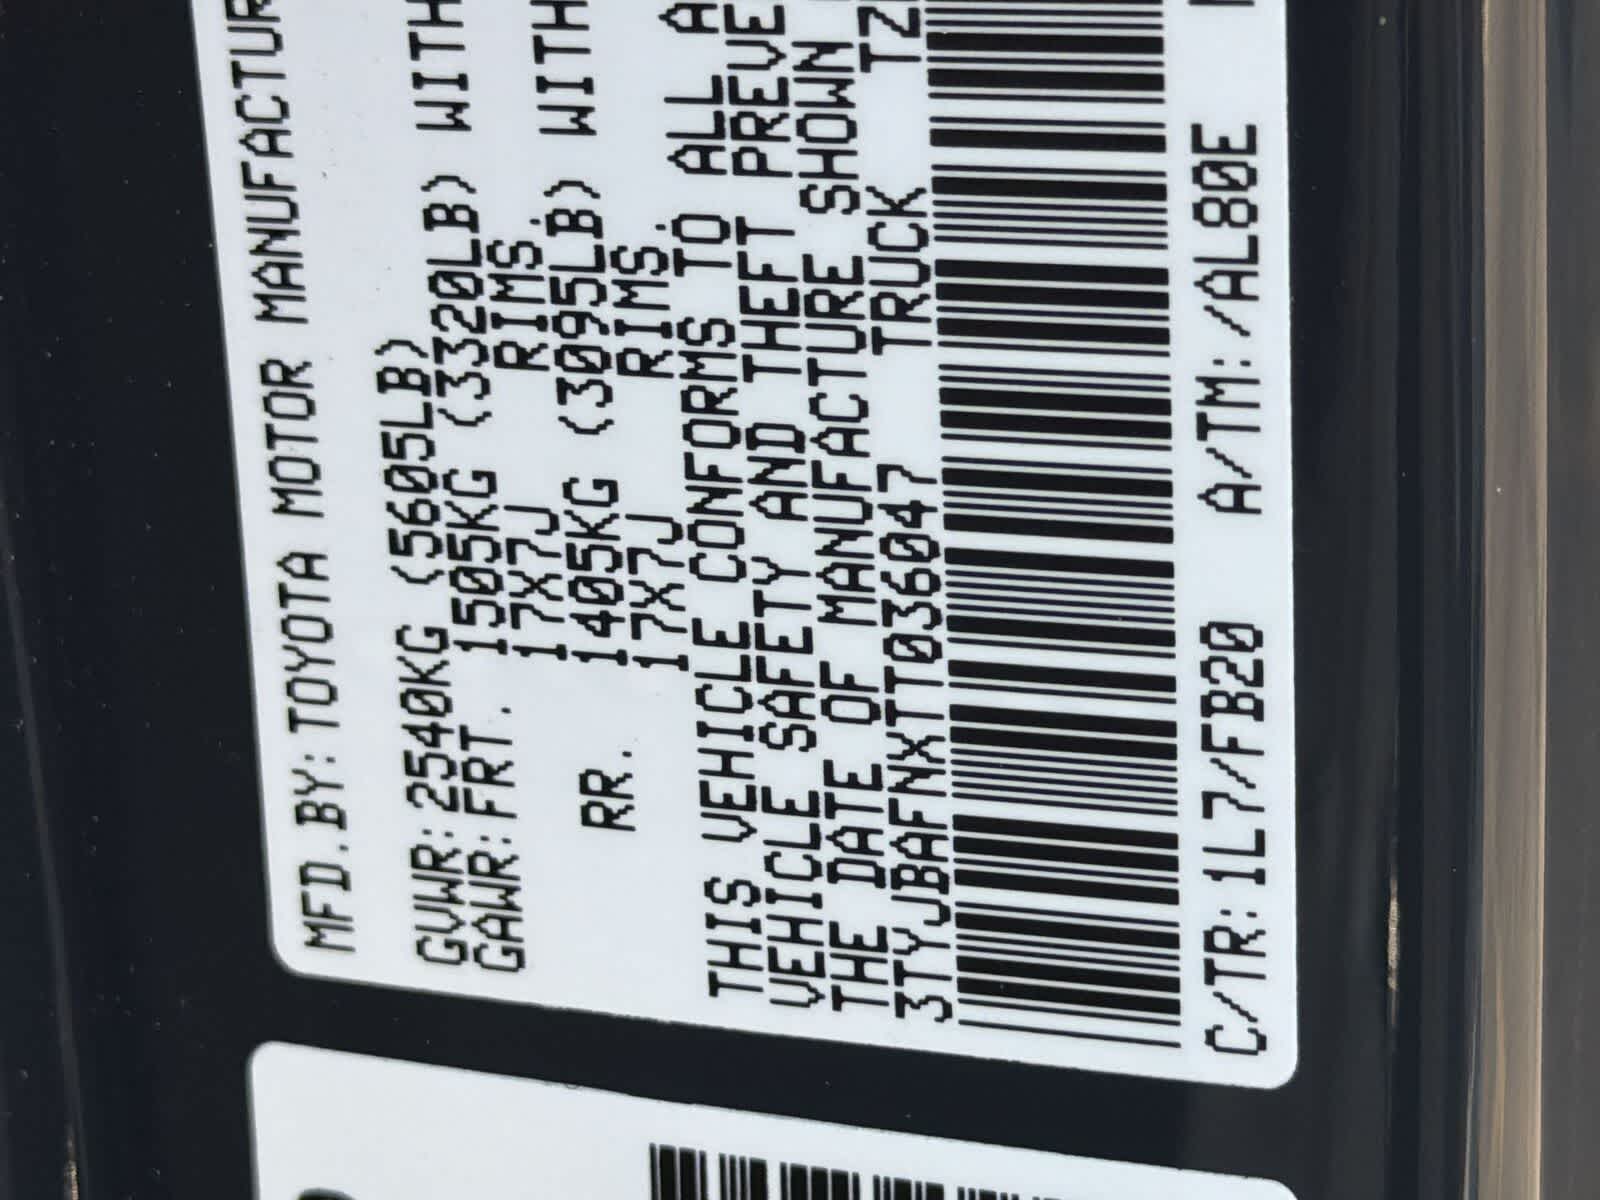 MFD.BY:TOYOTA MOTOR MANUFACTUR
GVWR:2540KG (5605LB)
GAWR:FRT. 1505KG (3320LB) WITH
17X7J RIMS.
RR. 1405KG (3095LB) WITH
17X7J RIMS.
THIS VEHICLE CONFORMS TO ALL A
VEHICLE SAFETY AND THEFT PREVE
THE DATE OF MANUFACTURE SHOWN
3TYJBAFNXTT036047 TRUCK TZ
C/TR:1L7/FB20 A/TM:/AL80E